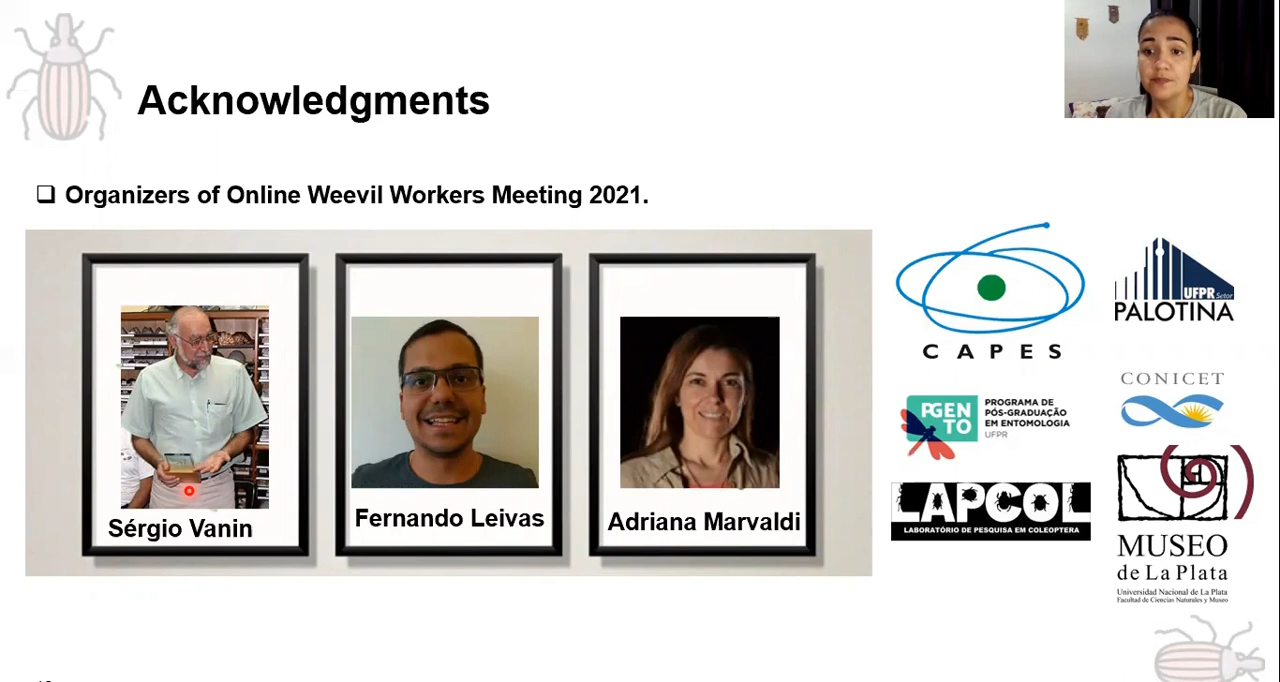 Acknowledgments
❑ Organizers of Online Weevil Workers Meeting 2021.
Sérgio Vanin
Fernando Leivas
Adriana Marvaldi
CAPES
UFPR Setor
PALOTINA
CONICET
PGEN
TO
PROGRAMA DE
PÓS-GRADUAÇÃO
EM ENTOMOLOGIA
UFPR
LAPCOL
LABORATÓRIO DE PESQUISA EM COLEOPTERA
MUSEO
de La Plata
Universidad Nacional de La Plata
Facultad de Ciencias Naturales y Museo